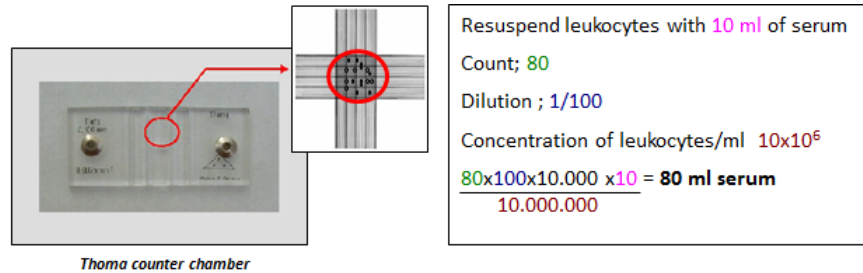 Resuspend leukocytes with 10 ml of serum
Count; 80
Dilution ; 1/100
Concentration of leukocytes/ml 10x10⁶
80x100x10.000 x10 = 80 ml serum
10.000.000
Thoma counter chamber